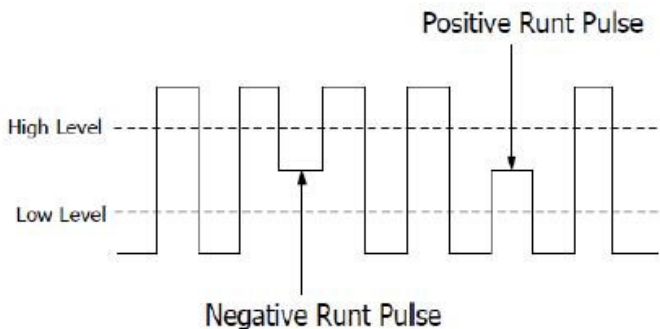 Positive Runt Pulse
High Level
Low Level
Negative Runt Pulse